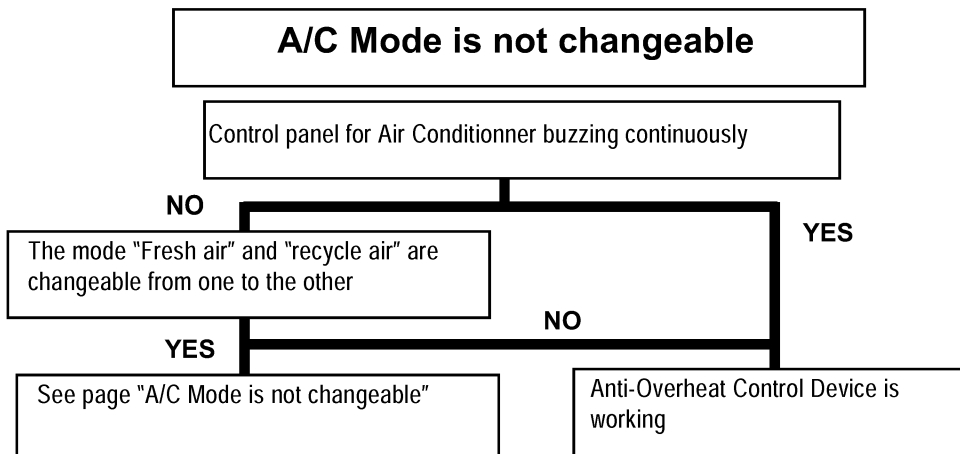 A/C Mode is not changeable
Control panel for Air Conditionner buzzing continuously
NO
YES
The mode “Fresh air” and “recycle air” are
changeable from one to the other
NO
YES
See page “A/C Mode is not changeable”
Anti-Overheat Control Device is
working